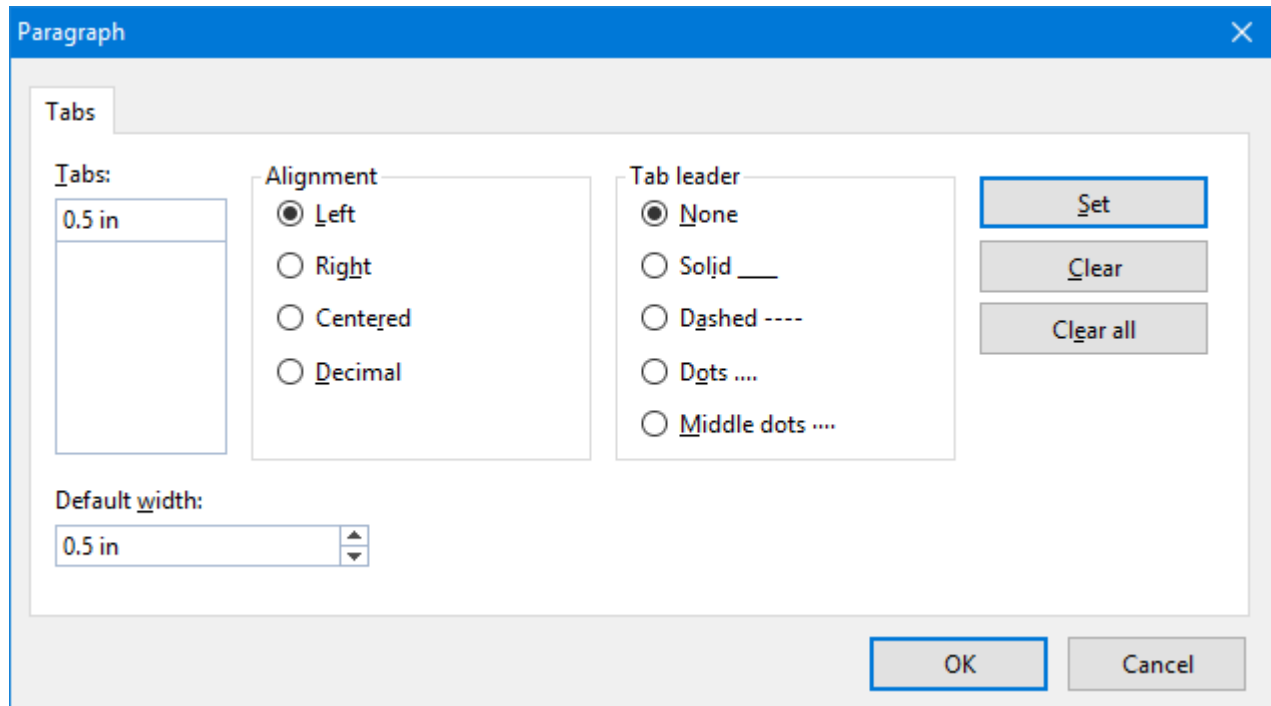 Paragraph
Tabs
Tabs:
0.5 in
Alignment
Left
Right
Centered
Decimal
Tab leader
None
Solid ___
Dashed ----
Dots ....
Middle dots ····
Set
Clear
Clear all
Default width:
0.5 in
OK
Cancel